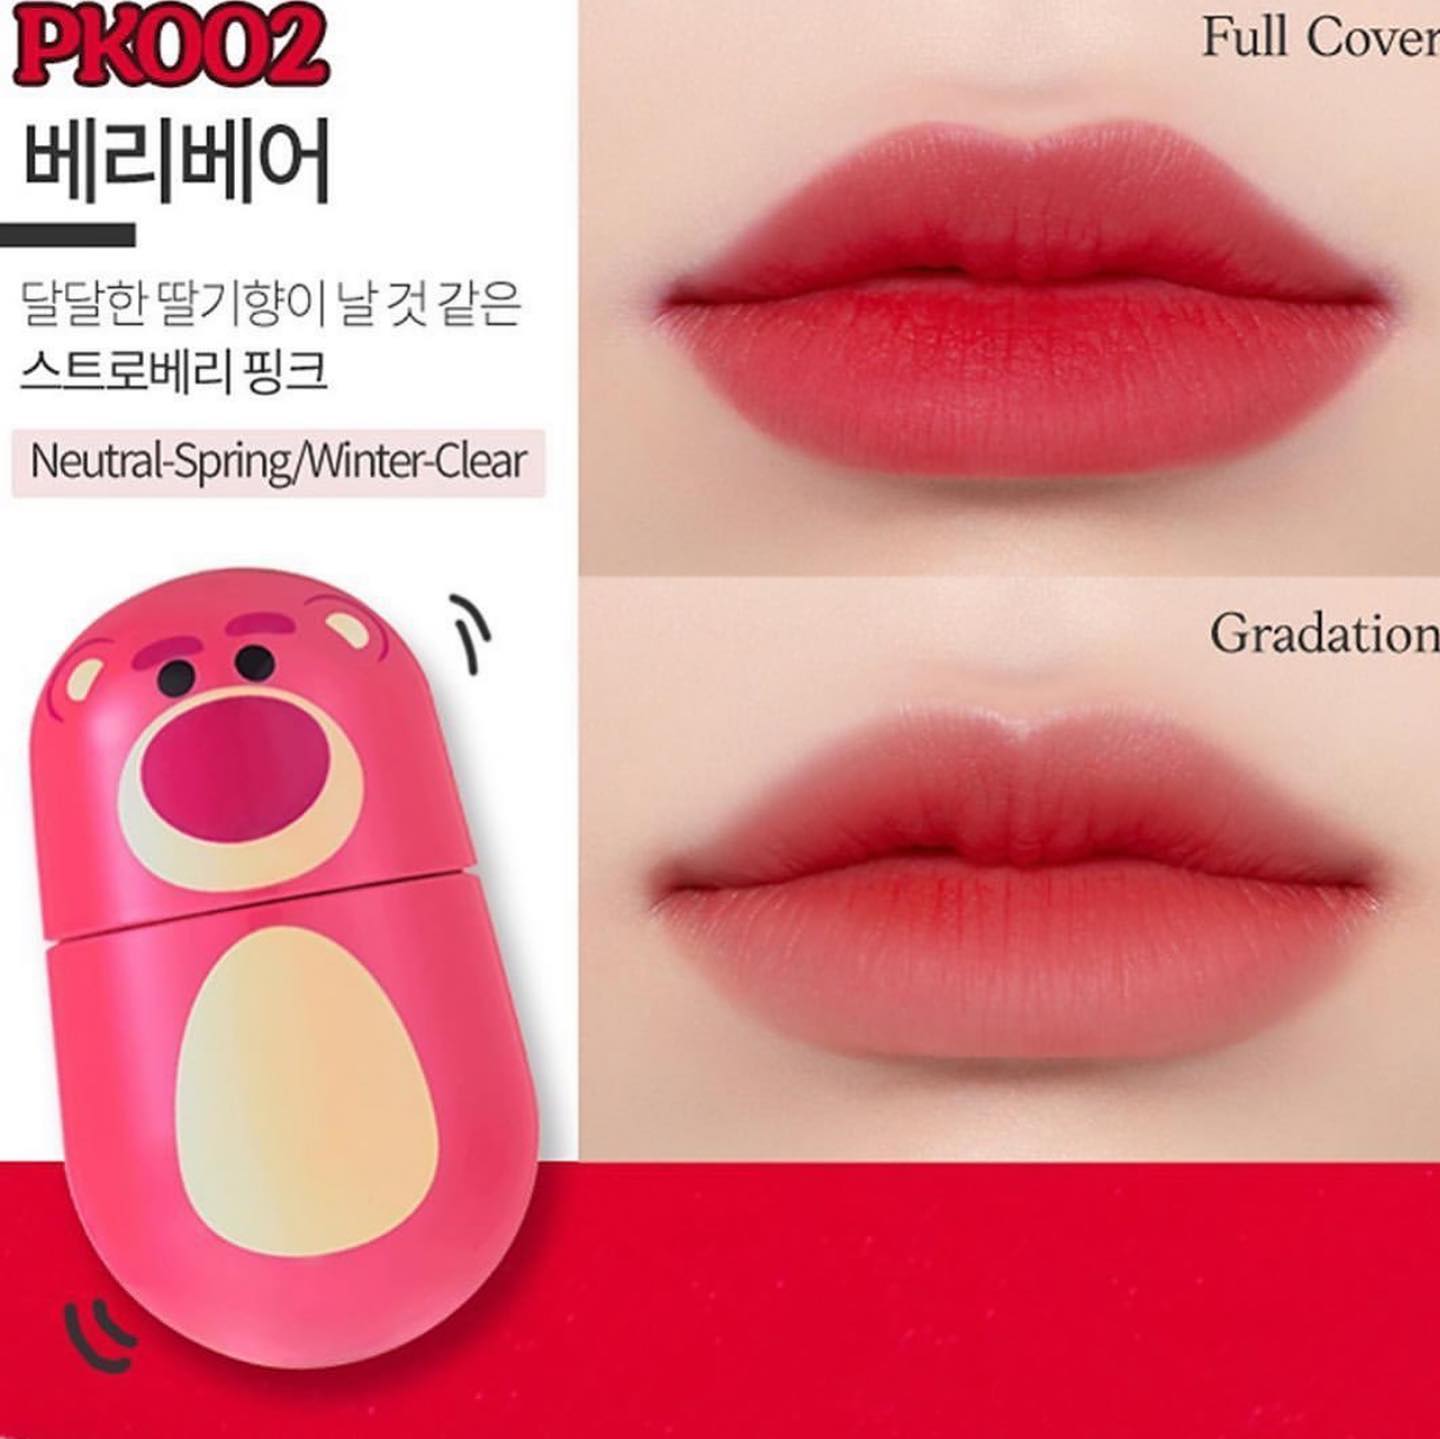 PK002
베리베어
달달한 딸기향이 날 것 같은
스트로베리 핑크
Neutral-Spring/Winter-Clear
Full Cover
Gradation